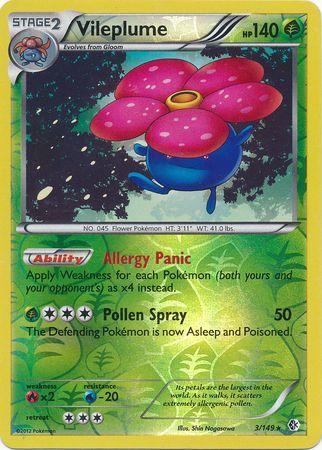 STAGE2
Vileplume
HP140
Evolves from Gloom
NO. 045 Flower Pokémon HT: 3'11" WT: 41.0 lbs.
Ability Allergy Panic
Apply Weakness for each Pokémon (both yours and
your opponent's) as x4 instead.
Pollen Spray 50
The Defending Pokémon is now Asleep and Poisoned.
weakness
resistance
x2
-20
retreat
Its petals are the largest in the
world. As it walks, it scatters
extremely allergenic pollen.
©2012 Pokémon
Illus. Shin Nagasawa
3/149★